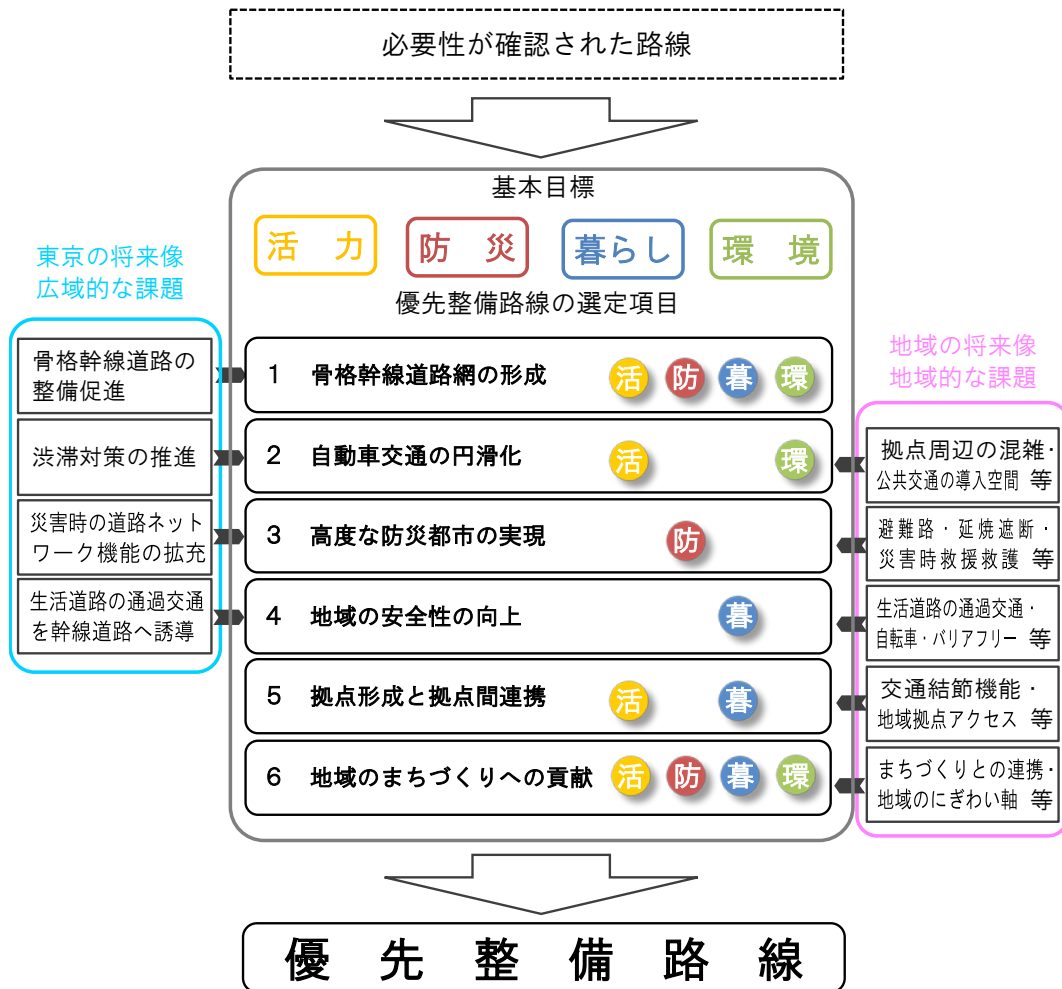 必要性が確認された路線
基本目標
活 力
防 災
暮らし
環 境
優先整備路線の選定項目
東京の将来像
広域的な課題
骨格幹線道路の
整備促進
渋滞対策の推進
災害時の道路ネット
ワーク機能の拡充
生活道路の通過交通
を幹線道路へ誘導
1 骨格幹線道路網の形成 活 防 暮 環
2 自動車交通の円滑化 活 環
3 高度な防災都市の実現 防
4 地域の安全性の向上 暮
5 拠点形成と拠点間連携 活 暮
6 地域のまちづくりへの貢献 活 防 暮 環
地域の将来像
地域的な課題
拠点周辺の混雑・
公共交通の導入空間 等
避難路・延焼遮断・
災害時救援救護 等
生活道路の通過交通・
自転車・バリアフリー 等
交通結節機能・
地域拠点アクセス 等
まちづくりとの連携・
地域のにぎわい軸 等
優先整備路線